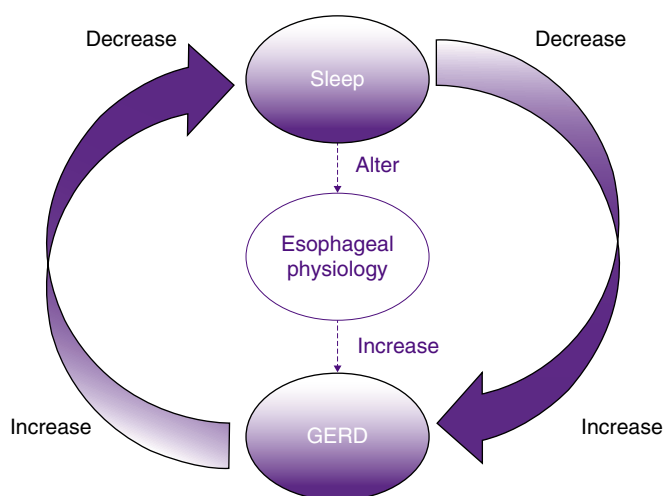 Decrease
Decrease
Sleep
Alter
Esophageal
physiology
Increase
Increase
GERD
Increase